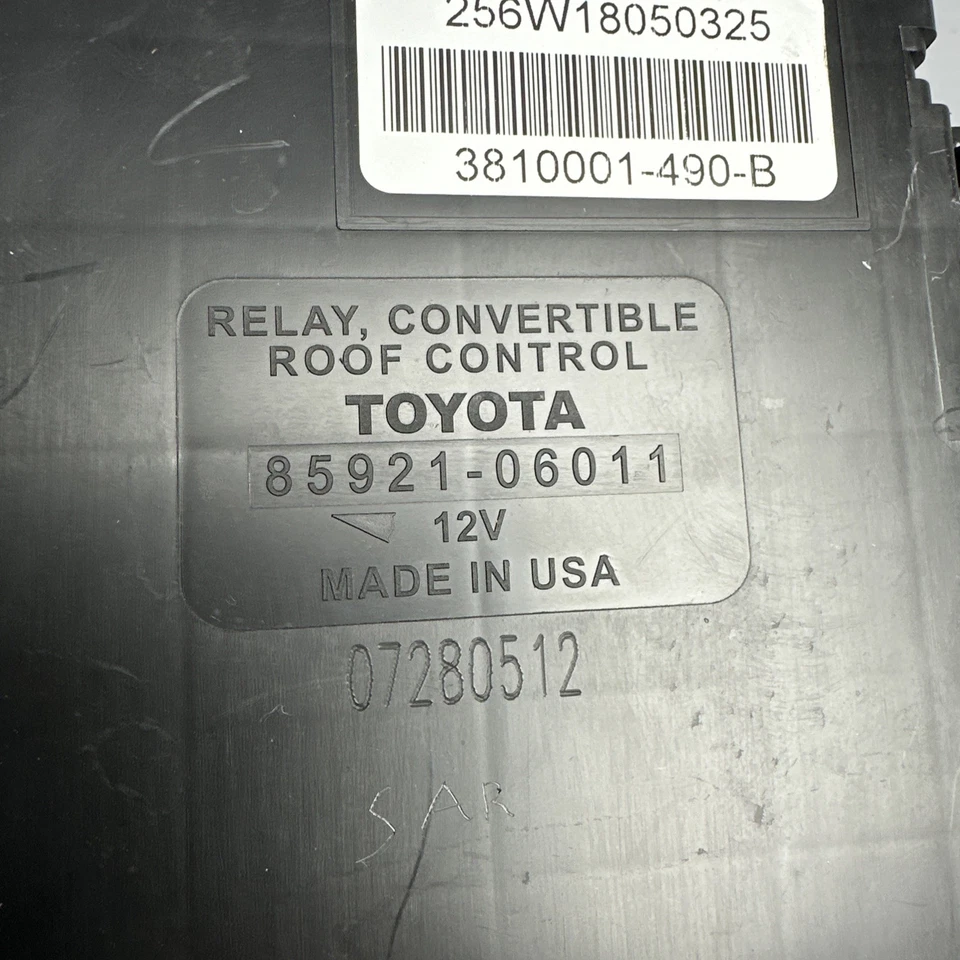 256W18050325
3810001-490-B
RELAY, CONVERTIBLE
ROOF CONTROL
TOYOTA
85921-06011
12V
MADE IN USA
07280512
SAR